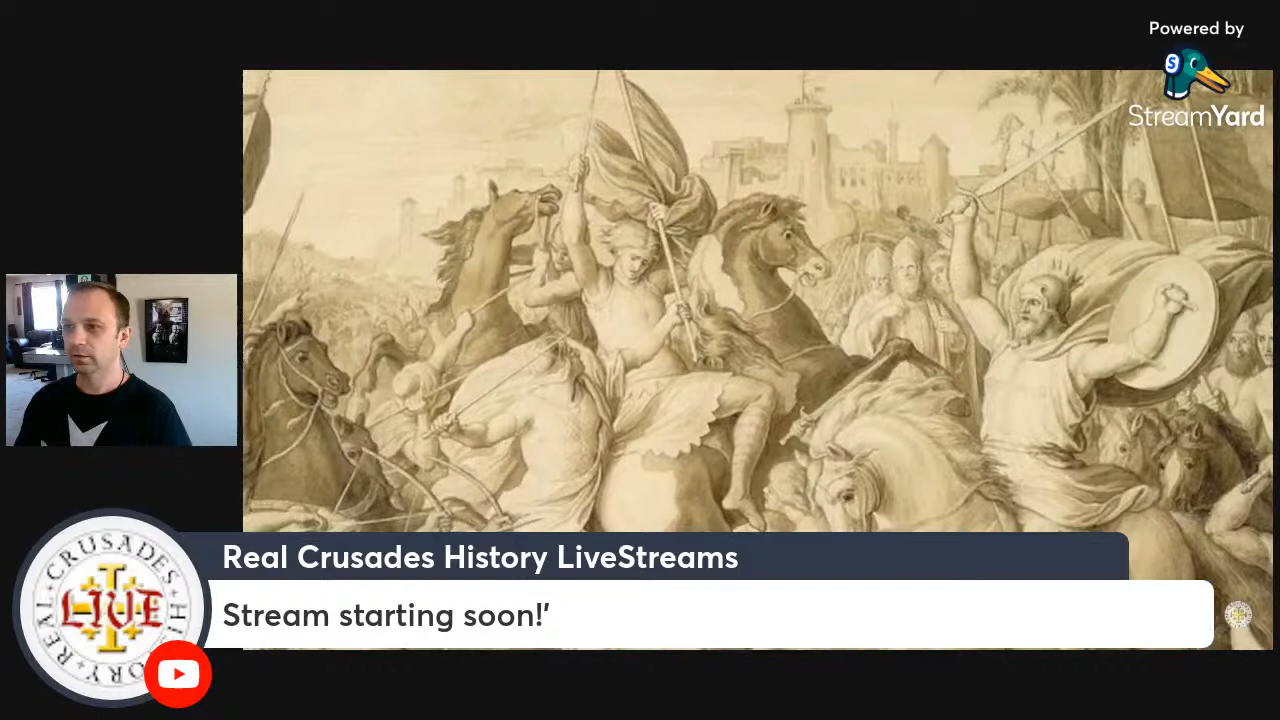 Powered by
StreamYard
Real Crusades History LiveStreams
Stream starting soon!'
REAL · CRUSADES · HISTORY
LIVE